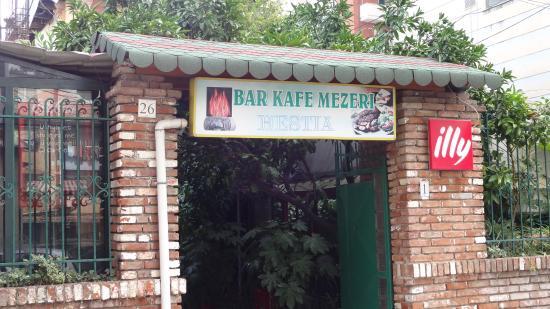 BAR KAFE MEZERI
HESTIA
26
illy
1